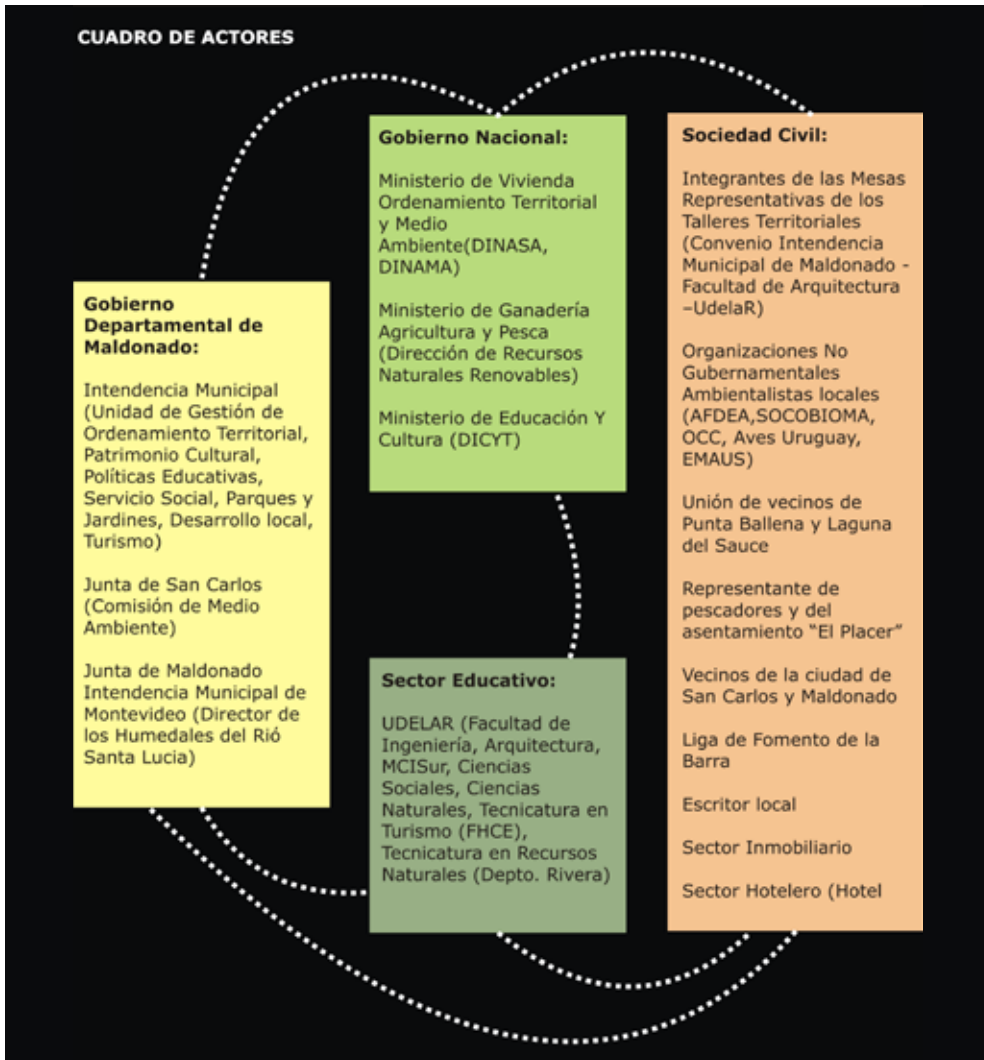 CUADRO DE ACTORES
Gobierno
Departamental de
Maldonado:
Intendencia Municipal
(Unidad de Gestión de
Ordenamiento Territorial,
Patrimonio Cultural,
Políticas Educativas,
Servicio Social, Parques y
Jardines, Desarrollo local,
Turismo)
Junta de San Carlos
(Comisión de Medio
Ambiente)
Junta de Maldonado
Intendencia Municipal de
Montevideo (Director de
los Humedales del Rió
Santa Lucia)
Gobierno Nacional:
Ministerio de Vivienda
Ordenamiento Territorial
y Medio
Ambiente(DINASA,
DINAMA)
Ministerio de Ganadería
Agricultura y Pesca
(Dirección de Recursos
Naturales Renovables)
Ministerio de Educación Y
Cultura (DICYT)
Sector Educativo:
UDELAR (Facultad de
Ingeniería, Arquitectura,
MCISur, Ciencias
Sociales, Ciencias
Naturales, Tecnicatura en
Turismo (FHCE),
Tecnicatura en Recursos
Naturales (Depto. Rivera)
Sociedad Civil:
Integrantes de las Mesas
Representativas de los
Talleres Territoriales
(Convenio Intendencia
Municipal de Maldonado -
Facultad de Arquitectura
–UdelaR)
Organizaciones No
Gubernamentales
Ambientalistas locales
(AFDEA,SOCOBIOMA,
OCC, Aves Uruguay,
EMAUS)
Unión de vecinos de
Punta Ballena y Laguna
del Sauce
Representante de
pescadores y del
asentamiento “El Placer”
Vecinos de la ciudad de
San Carlos y Maldonado
Liga de Fomento de la
Barra
Escritor local
Sector Inmobiliario
Sector Hotelero (Hotel